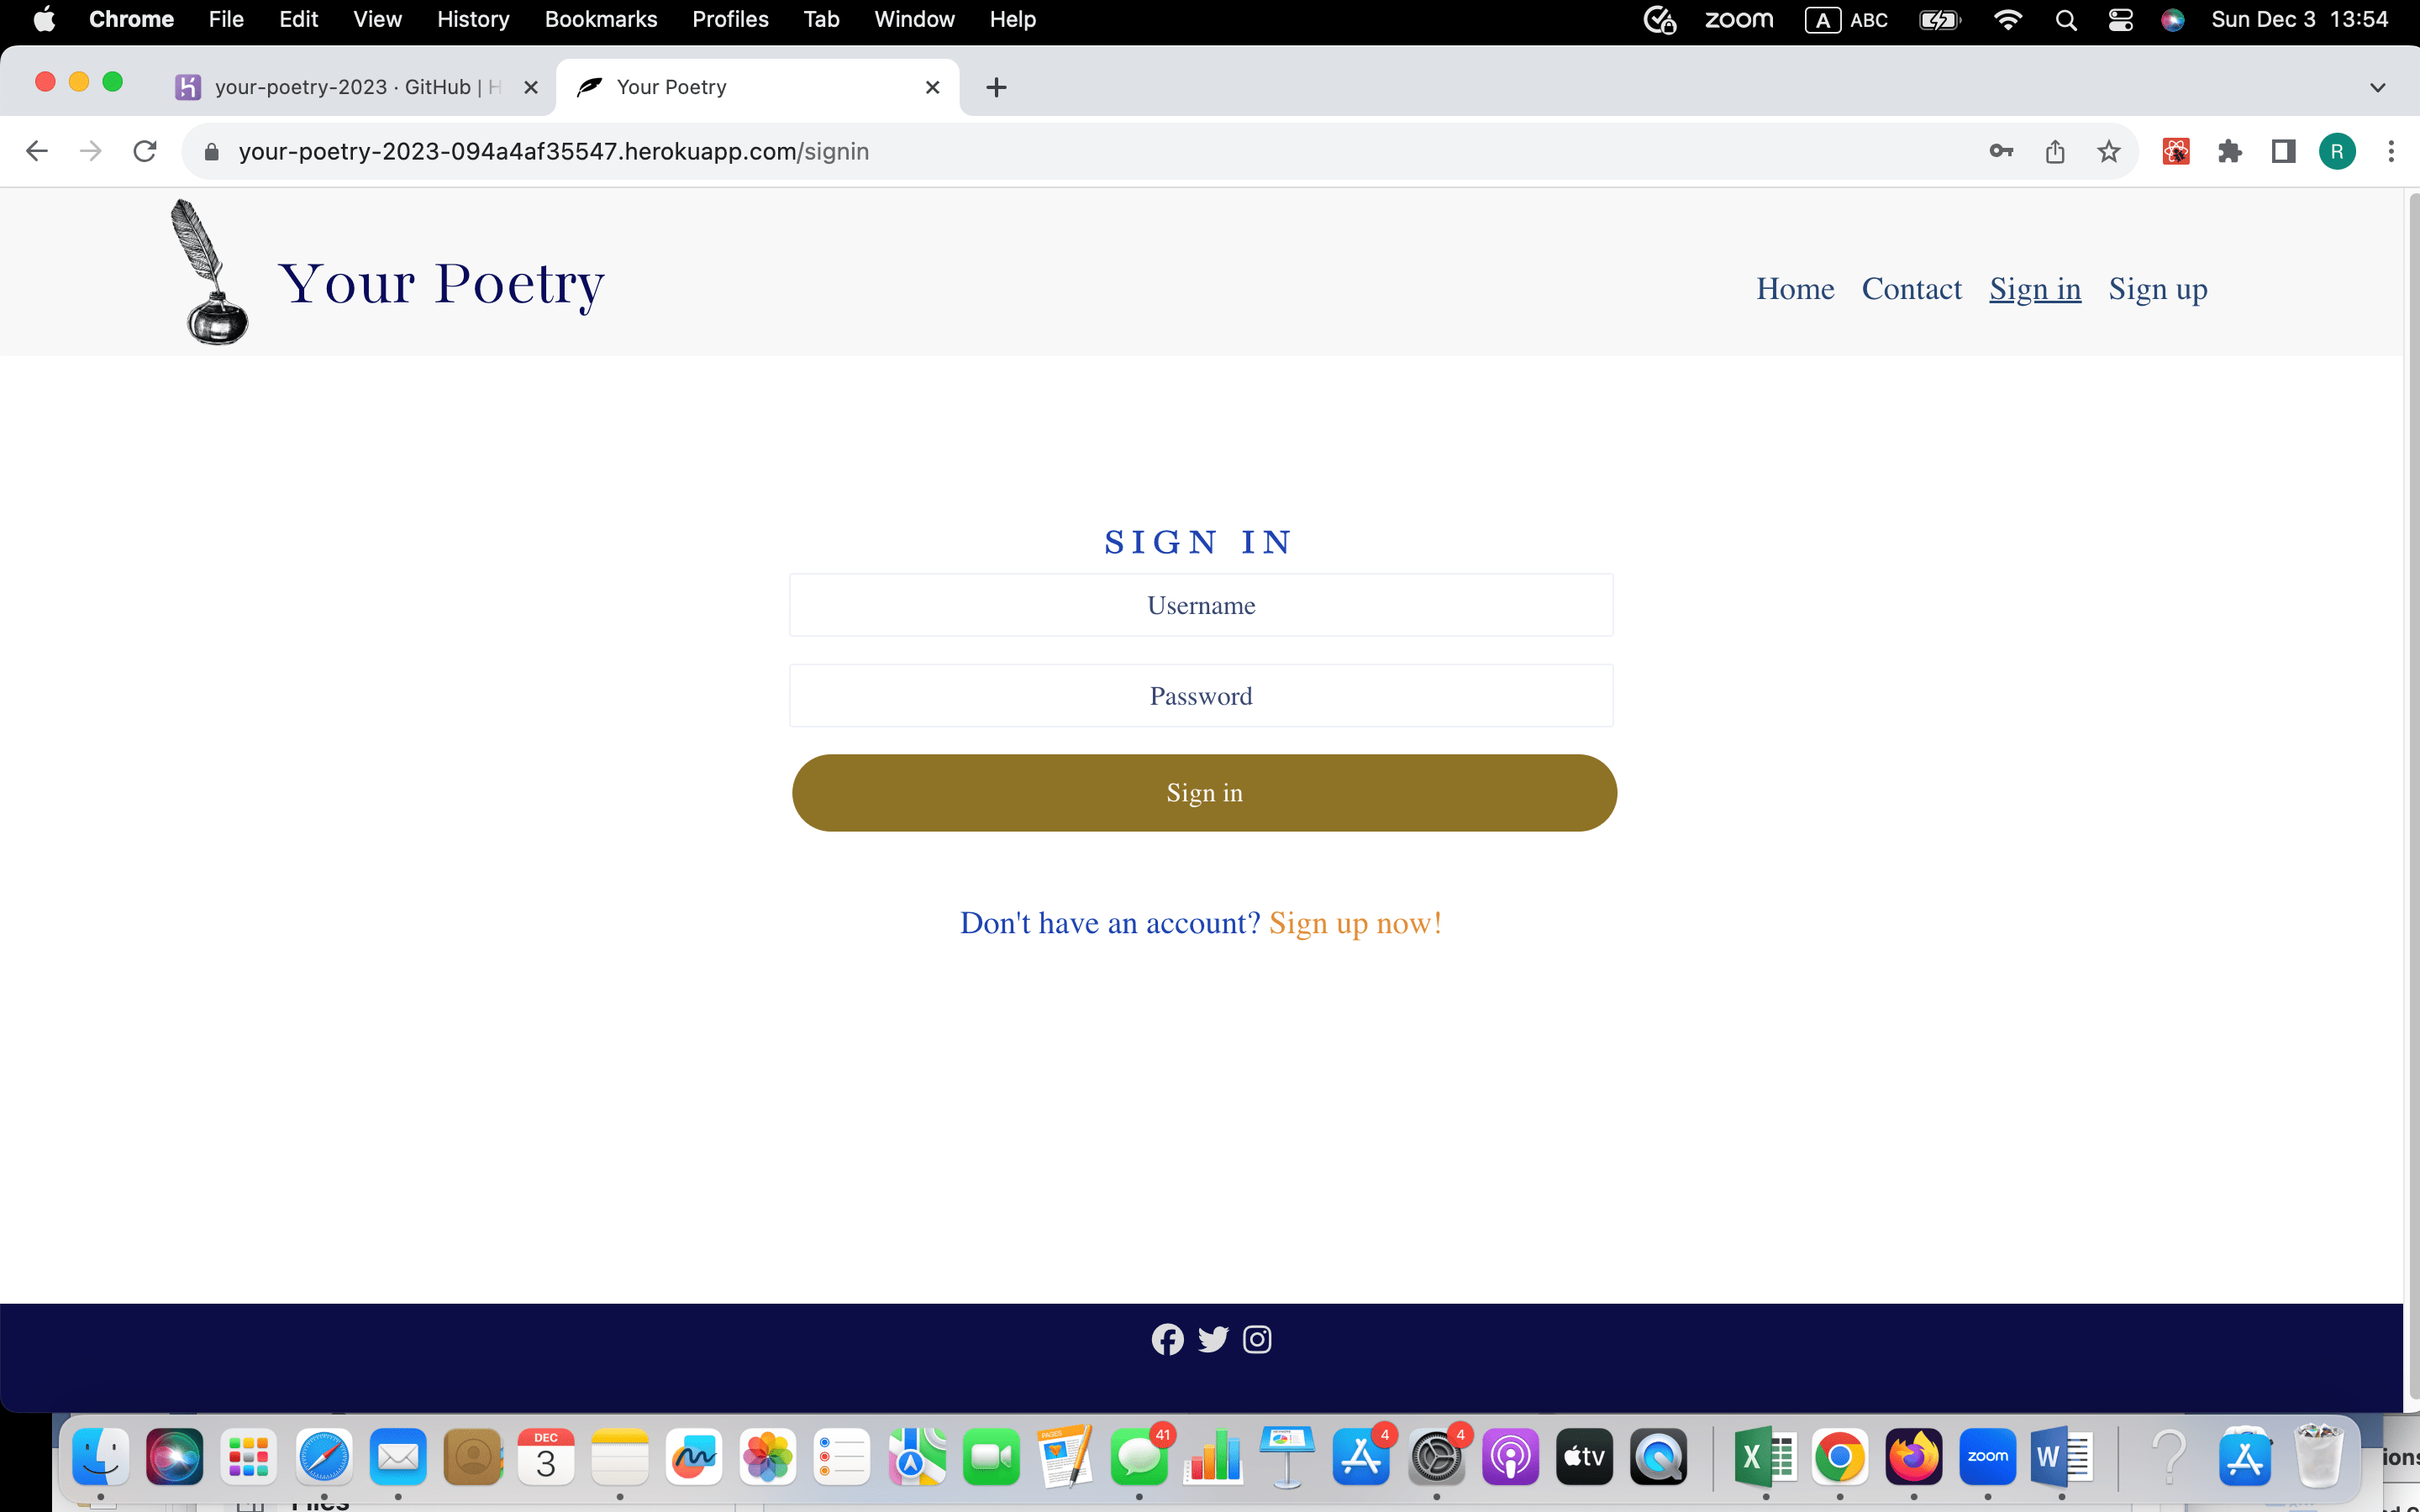 Chrome File Edit View History Bookmarks Profiles Tab Window Help zoom A ABC Sun Dec 3 13:54
your-poetry-2023 · GitHub | H Your Poetry
your-poetry-2023-094a4af35547.herokuapp.com/signin R
Your Poetry
Home Contact Sign in Sign up
SIGN IN
Username
Password
Sign in
Don't have an account? Sign up now!
DEC
3
PAGES
41
4
4
tv
X
zoom
W
Files
ions